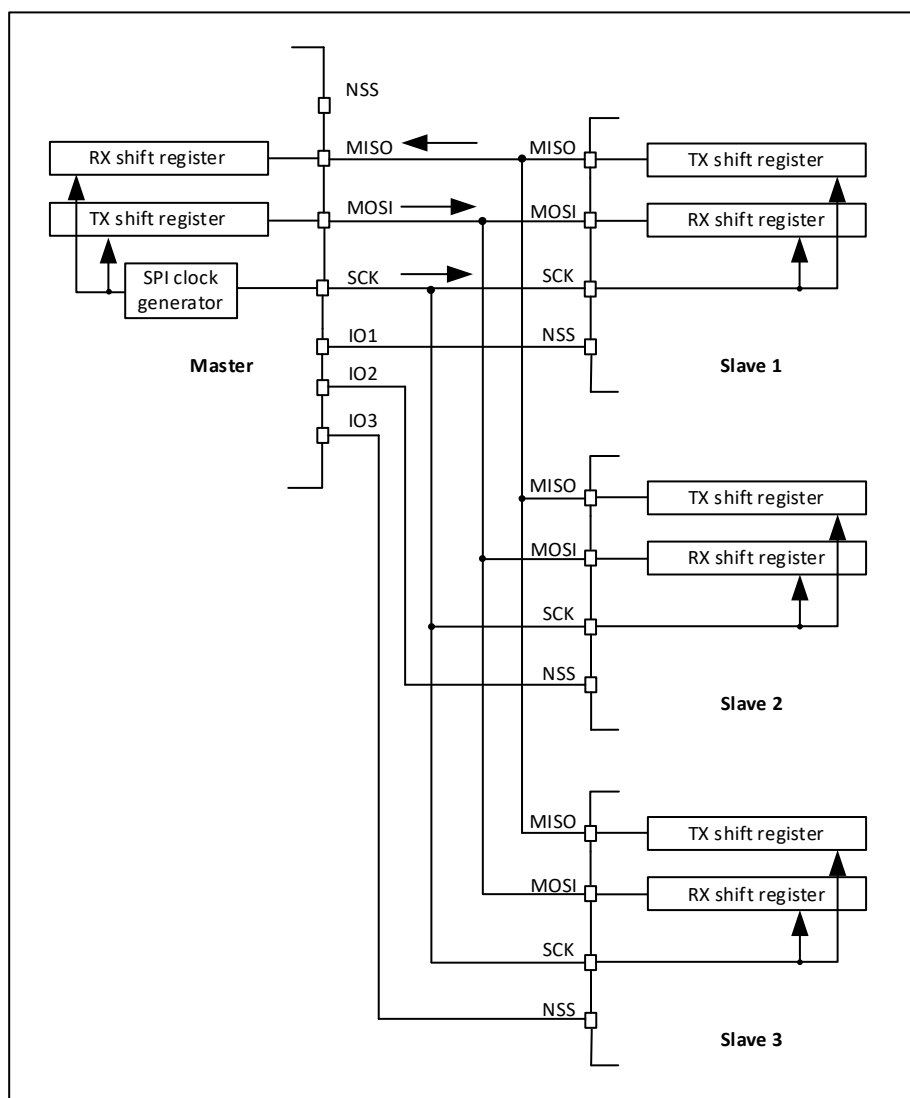 NSS
RX shift register
MISO
MISO
TX shift register
TX shift register
MOSI
MOSI
RX shift register
SPI clock
generator
SCK
SCK
Master
IO1
NSS
Slave 1
IO2
IO3
MISO
TX shift register
MOSI
RX shift register
SCK
NSS
Slave 2
MISO
TX shift register
MOSI
RX shift register
SCK
NSS
Slave 3